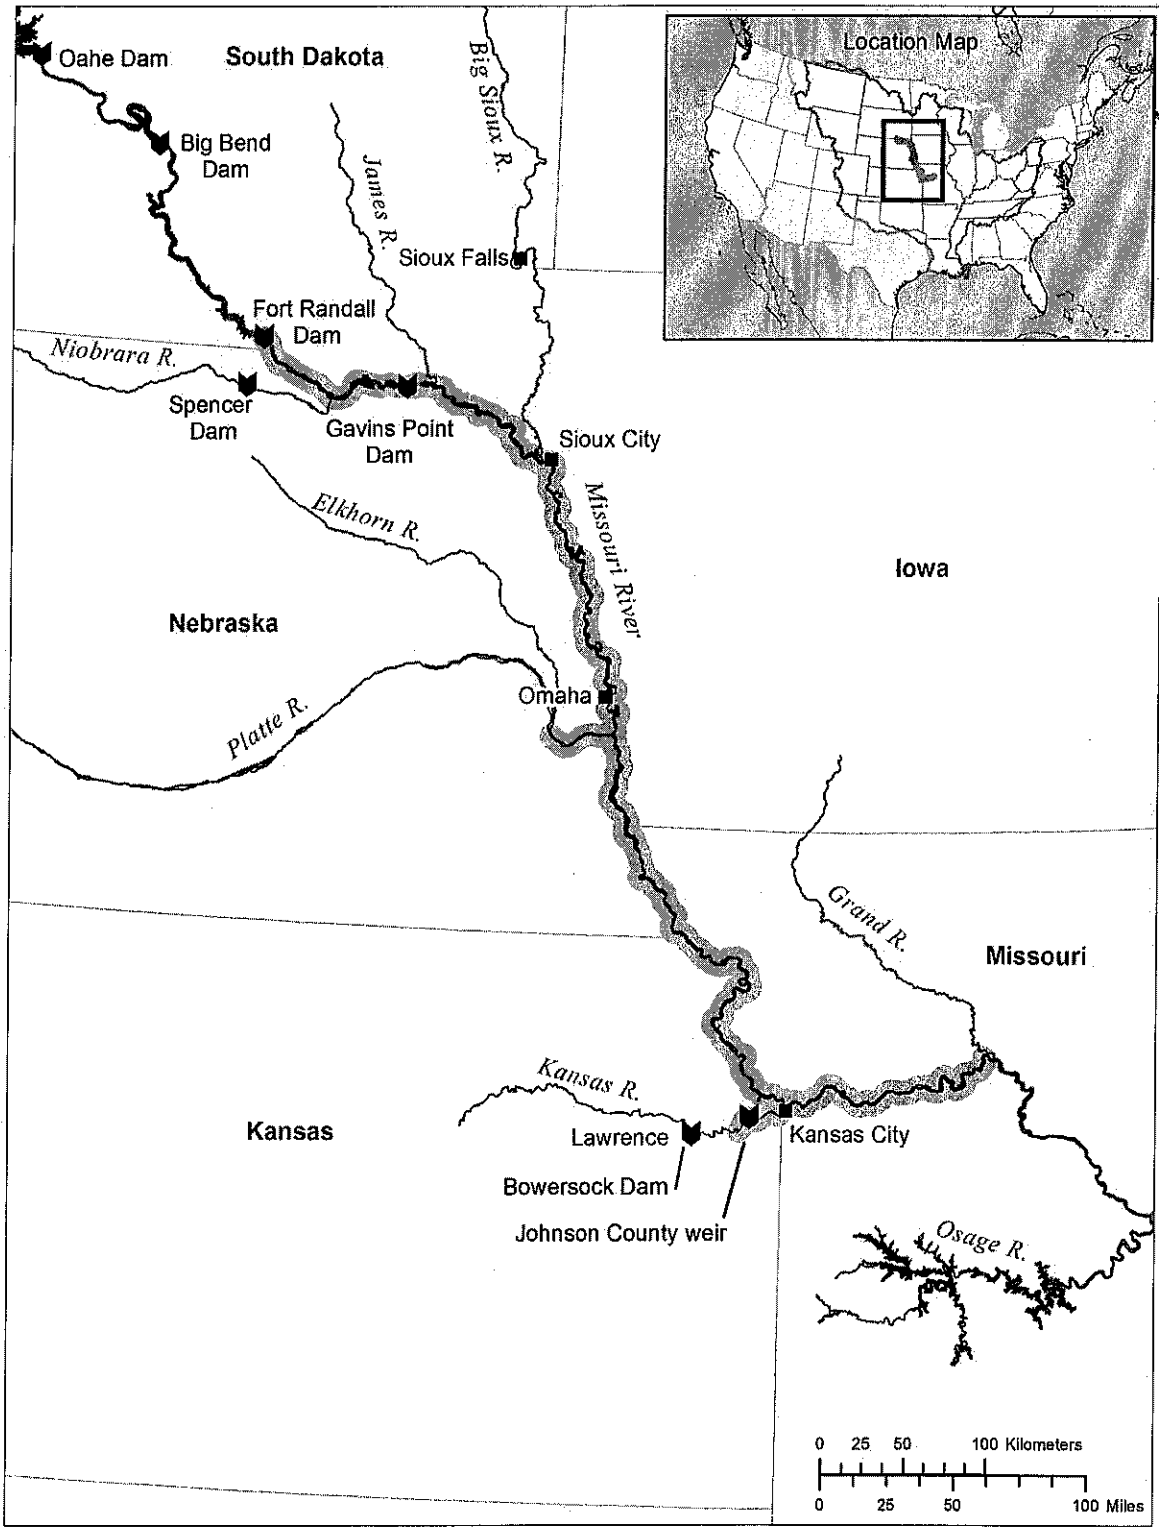 Oahe Dam
South Dakota
Big Sioux R.
Location Map
Big Bend
Dam
James R.
Sioux Falls
Fort Randall
Dam
Niobrara R.
Spencer
Dam
Gavins Point
Dam
Sioux City
Elkhorn R.
Missouri River
Iowa
Nebraska
Omaha
Platte R.
Grand R.
Missouri
Kansas R.
Kansas
Lawrence
Kansas City
Bowersock Dam
Johnson County weir
Osage R.
0 25 50 100 Kilometers
0 25 50 100 Miles